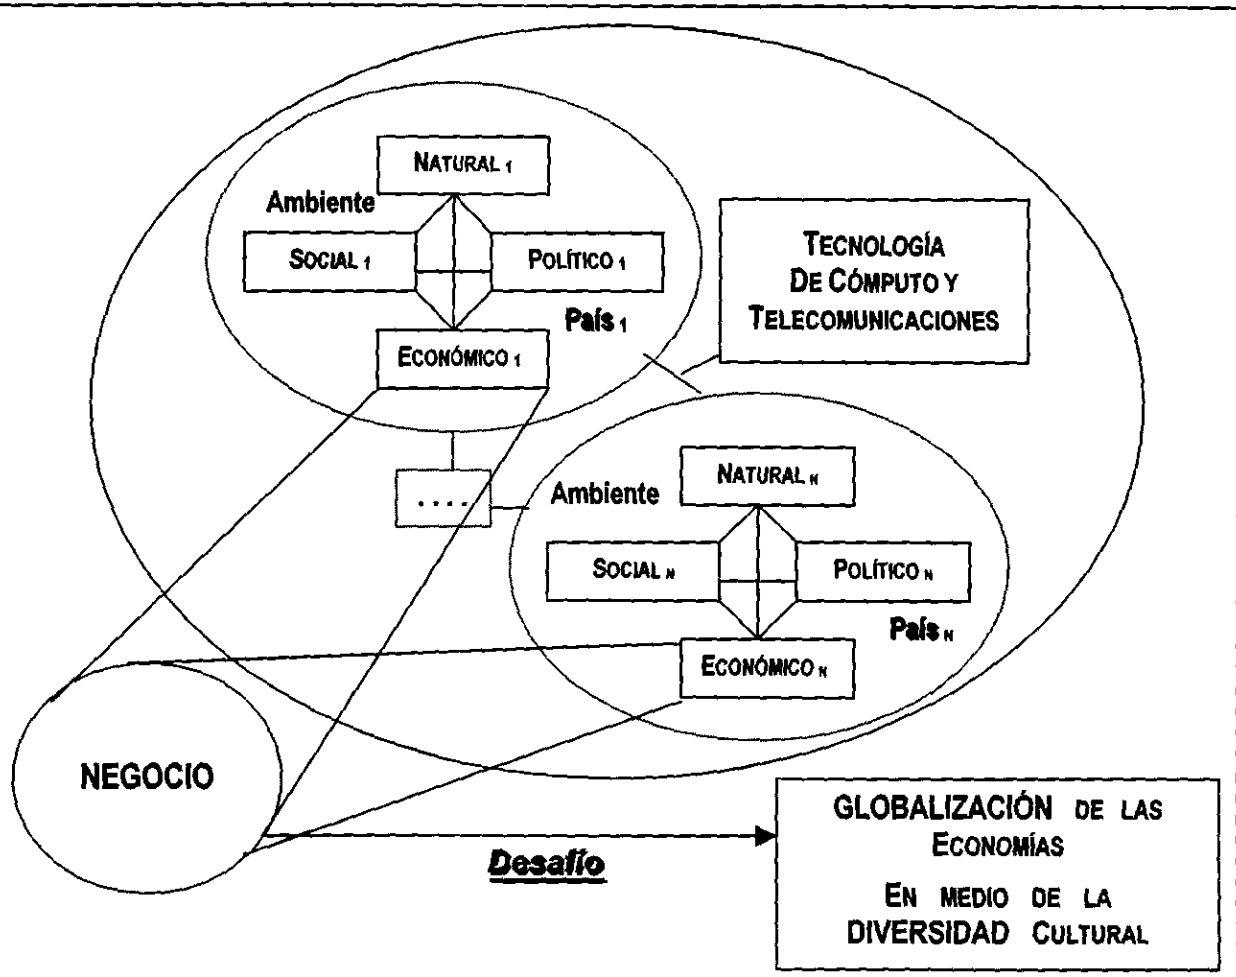 NATURAL 1
Ambiente
SOCIAL 1
POLÍTICO 1
País 1
ECONÓMICO 1
TECNOLOGÍA
DE CÓMPUTO Y
TELECOMUNICACIONES
....
Ambiente
NATURAL N
SOCIAL N
POLÍTICO N
País N
ECONÓMICO N
NEGOCIO
Desafío
GLOBALIZACIÓN DE LAS
ECONOMÍAS
EN MEDIO DE LA
DIVERSIDAD CULTURAL